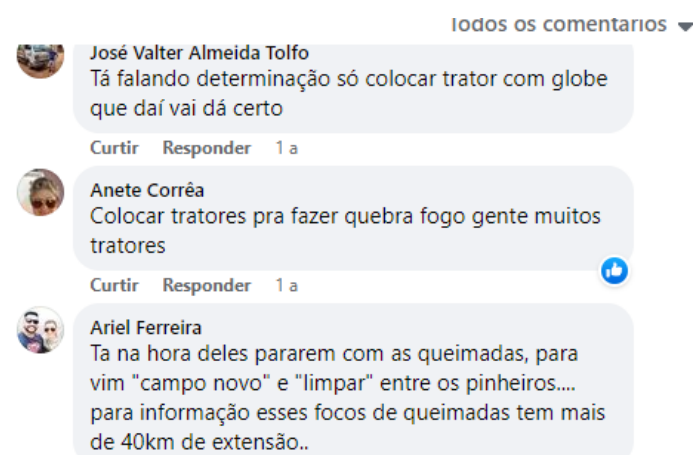 Todos os comentários
José Valter Almeida Tolfo
Tá falando determinação só colocar trator com globe
que daí vai dá certo
Curtir Responder 1 a
Anete Corrêa
Colocar tratores pra fazer quebra fogo gente muitos
tratores
Curtir Responder 1 a
Ariel Ferreira
Ta na hora deles pararem com as queimadas, para
vim "campo novo" e "limpar" entre os pinheiros....
para informação esses focos de queimadas tem mais
de 40km de extensão..